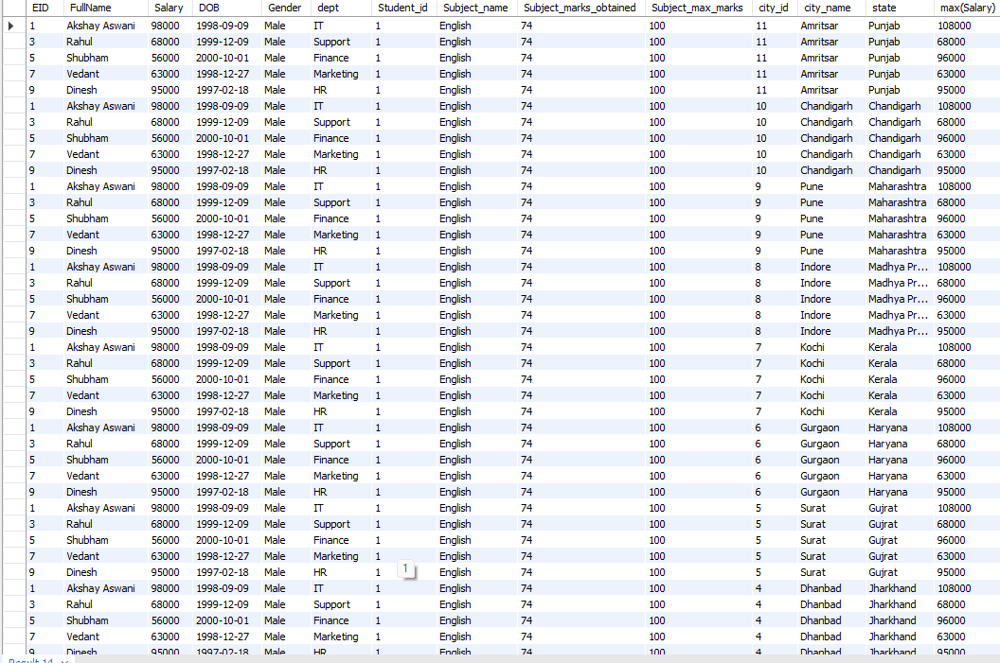 EID FullName Salary DOB Gender dept Student_id Subject_name Subject_marks_obtained Subject_max_marks city_id city_name state max(Salary)
1 Akshay Aswani 98000 1998-09-09 Male IT 1 English 74 100 11 Amritsar Punjab 108000
3 Rahul 68000 1999-12-09 Male Support 1 English 74 100 11 Amritsar Punjab 68000
5 Shubham 56000 2000-10-01 Male Finance 1 English 74 100 11 Amritsar Punjab 96000
7 Vedant 63000 1998-12-27 Male Marketing 1 English 74 100 11 Amritsar Punjab 63000
9 Dinesh 95000 1997-02-18 Male HR 1 English 74 100 11 Amritsar Punjab 95000
1 Akshay Aswani 98000 1998-09-09 Male IT 1 English 74 100 10 Chandigarh Chandigarh 108000
3 Rahul 68000 1999-12-09 Male Support 1 English 74 100 10 Chandigarh Chandigarh 68000
5 Shubham 56000 2000-10-01 Male Finance 1 English 74 100 10 Chandigarh Chandigarh 96000
7 Vedant 63000 1998-12-27 Male Marketing 1 English 74 100 10 Chandigarh Chandigarh 63000
9 Dinesh 95000 1997-02-18 Male HR 1 English 74 100 10 Chandigarh Chandigarh 95000
1 Akshay Aswani 98000 1998-09-09 Male IT 1 English 74 100 9 Pune Maharashtra 108000
3 Rahul 68000 1999-12-09 Male Support 1 English 74 100 9 Pune Maharashtra 68000
5 Shubham 56000 2000-10-01 Male Finance 1 English 74 100 9 Pune Maharashtra 96000
7 Vedant 63000 1998-12-27 Male Marketing 1 English 74 100 9 Pune Maharashtra 63000
9 Dinesh 95000 1997-02-18 Male HR 1 English 74 100 9 Pune Maharashtra 95000
1 Akshay Aswani 98000 1998-09-09 Male IT 1 English 74 100 8 Indore Madhya Pr... 108000
3 Rahul 68000 1999-12-09 Male Support 1 English 74 100 8 Indore Madhya Pr... 68000
5 Shubham 56000 2000-10-01 Male Finance 1 English 74 100 8 Indore Madhya Pr... 96000
7 Vedant 63000 1998-12-27 Male Marketing 1 English 74 100 8 Indore Madhya Pr... 63000
9 Dinesh 95000 1997-02-18 Male HR 1 English 74 100 8 Indore Madhya Pr... 95000
1 Akshay Aswani 98000 1998-09-09 Male IT 1 English 74 100 7 Kochi Kerala 108000
3 Rahul 68000 1999-12-09 Male Support 1 English 74 100 7 Kochi Kerala 68000
5 Shubham 56000 2000-10-01 Male Finance 1 English 74 100 7 Kochi Kerala 96000
7 Vedant 63000 1998-12-27 Male Marketing 1 English 74 100 7 Kochi Kerala 63000
9 Dinesh 95000 1997-02-18 Male HR 1 English 74 100 7 Kochi Kerala 95000
1 Akshay Aswani 98000 1998-09-09 Male IT 1 English 74 100 6 Gurgaon Haryana 108000
3 Rahul 68000 1999-12-09 Male Support 1 English 74 100 6 Gurgaon Haryana 68000
5 Shubham 56000 2000-10-01 Male Finance 1 English 74 100 6 Gurgaon Haryana 96000
7 Vedant 63000 1998-12-27 Male Marketing 1 English 74 100 6 Gurgaon Haryana 63000
9 Dinesh 95000 1997-02-18 Male HR 1 English 74 100 6 Gurgaon Haryana 95000
1 Akshay Aswani 98000 1998-09-09 Male IT 1 English 74 100 5 Surat Gujrat 108000
3 Rahul 68000 1999-12-09 Male Support 1 English 74 100 5 Surat Gujrat 68000
5 Shubham 56000 2000-10-01 Male Finance 1 English 74 100 5 Surat Gujrat 96000
7 Vedant 63000 1998-12-27 Male Marketing 1 English 74 100 5 Surat Gujrat 63000
9 Dinesh 95000 1997-02-18 Male HR 1 1 English 74 100 5 Surat Gujrat 95000
1 Akshay Aswani 98000 1998-09-09 Male IT 1 English 74 100 4 Dhanbad Jharkhand 108000
3 Rahul 68000 1999-12-09 Male Support 1 English 74 100 4 Dhanbad Jharkhand 68000
5 Shubham 56000 2000-10-01 Male Finance 1 English 74 100 4 Dhanbad Jharkhand 96000
7 Vedant 63000 1998-12-27 Male Marketing 1 English 74 100 4 Dhanbad Jharkhand 63000
9 Dinesh 95000 1997-02-18 Male HR 1 English 74 100 4 Dhanbad Jharkhand 95000
Result 14